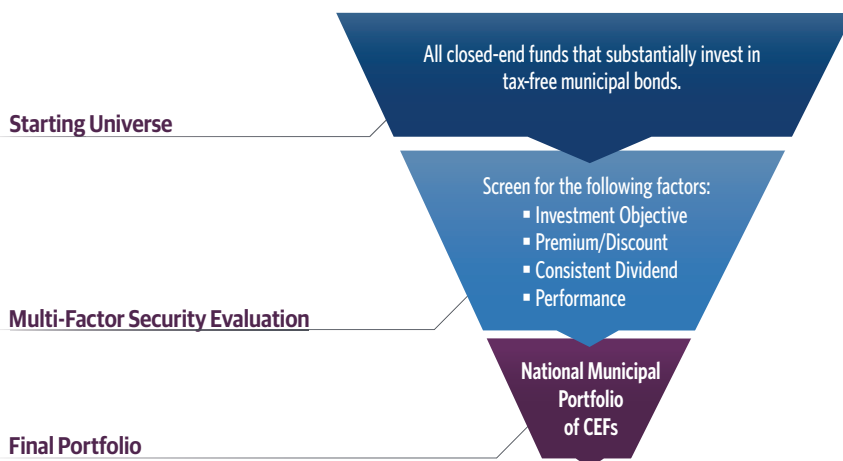 All closed-end funds that substantially invest in
tax-free municipal bonds.
Starting Universe
Screen for the following factors:
▪ Investment Objective
▪ Premium/Discount
▪ Consistent Dividend
▪ Performance
Multi-Factor Security Evaluation
National Municipal
Portfolio
of CEFs
Final Portfolio